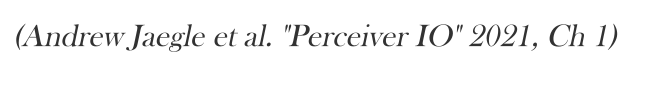 (Andrew Jaegle et al. "Perceiver IO" 2021, Ch 1)